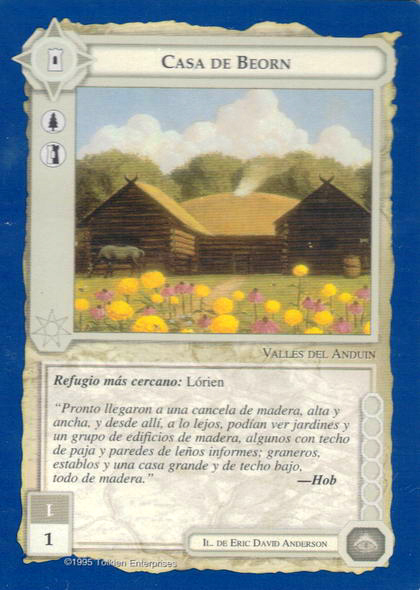 CASA DE BEORN
VALLES DEL ANDUIN
Refugio más cercano: Lórien
“Pronto llegaron a una cancela de madera, alta y
ancha, y desde allí, a lo lejos, podían ver jardines y
un grupo de edificios de madera, algunos con techo
de paja y paredes de leños informes; graneros,
establos y una casa grande y de techo bajo,
todo de madera.” —Hob
I
1
IL. DE ERIC DAVID ANDERSON
©1995 Tolkien Enterprises